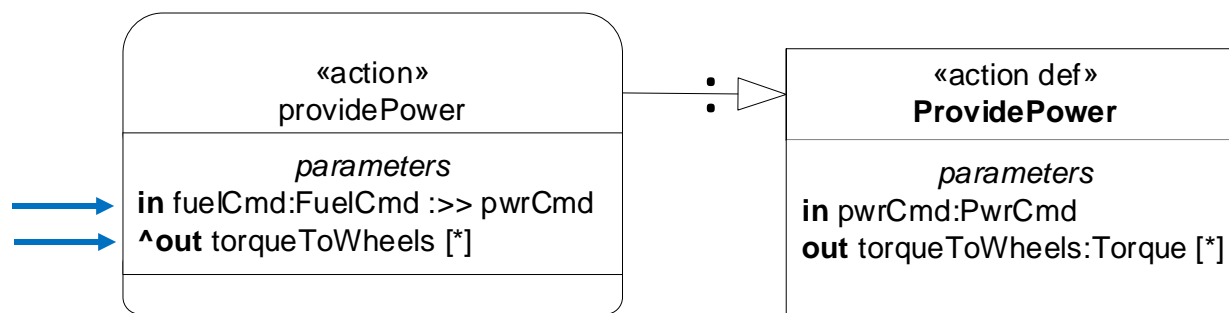 «action»
providePower
parameters
in fuelCmd:FuelCmd :>> pwrCmd
^out torqueToWheels [*]
:
«action def»
ProvidePower
parameters
in pwrCmd:PwrCmd
out torqueToWheels:Torque [*]